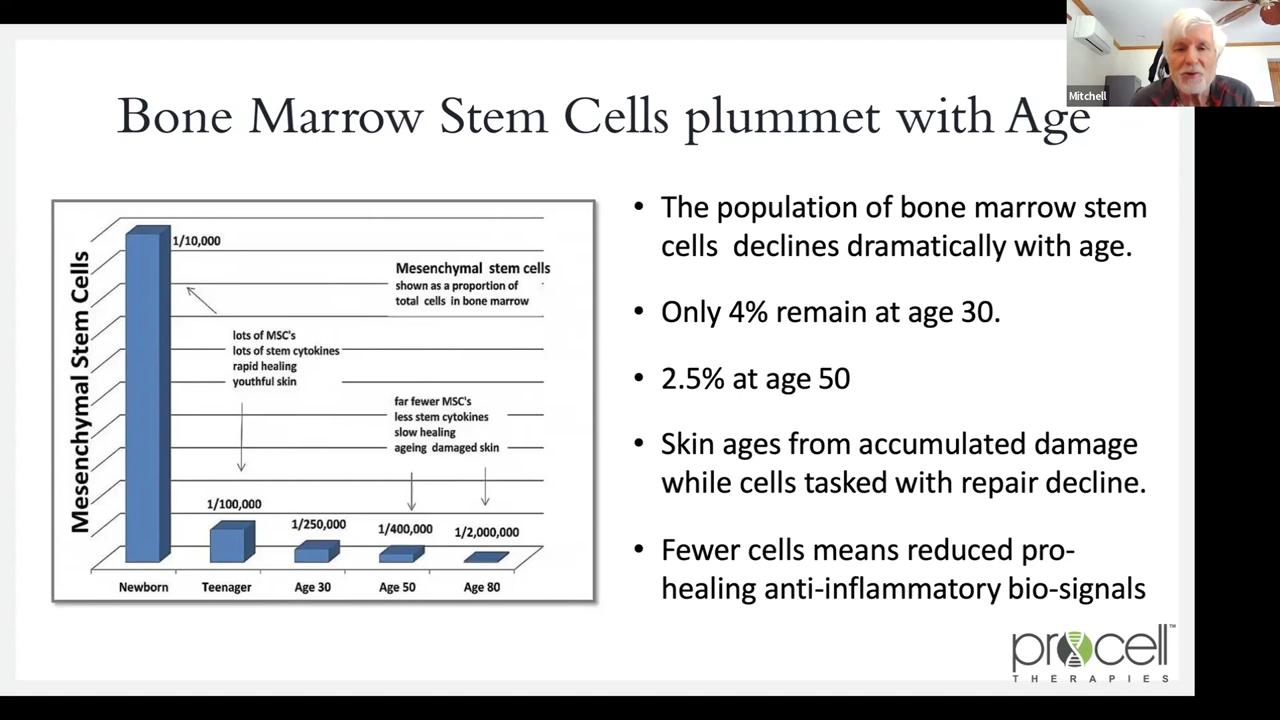 Mitchell
Bone Marrow Stem Cells plummet with Age
Mesenchymal Stem Cells
1/10,000
Mesenchymal stem cells
shown as a proportion of
total cells in bone marrow
lots of MSC's
lots of stem cytokines
rapid healing
youthful skin
far fewer MSC's
less stem cytokines
slow healing
ageing damaged skin
1/100,000
1/250,000
1/400,000
1/2,000,000
Newborn
Teenager
Age 30
Age 50
Age 80
• The population of bone marrow stem
cells declines dramatically with age.
• Only 4% remain at age 30.
• 2.5% at age 50
• Skin ages from accumulated damage
while cells tasked with repair decline.
• Fewer cells means reduced pro-
healing anti-inflammatory bio-signals
procell™
THERAPIES